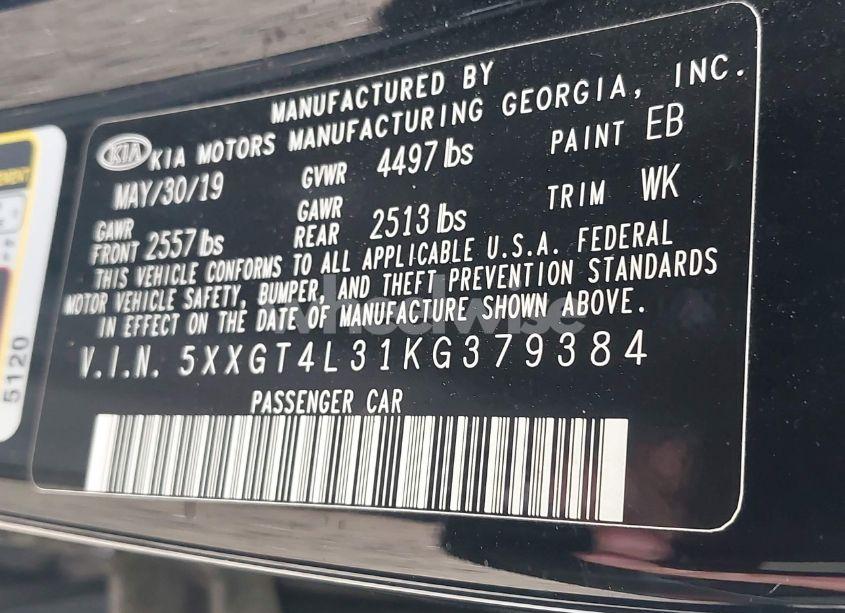 MANUFACTURED BY
KIA KIA MOTORS MANUFACTURING GEORGIA, INC.
MAY/30/19 GVWR 4497 lbs PAINT EB
GAWR FRONT 2557 lbs GAWR REAR 2513 lbs TRIM WK
THIS VEHICLE CONFORMS TO ALL APPLICABLE U.S.A. FEDERAL
MOTOR VEHICLE SAFETY, BUMPER, AND THEFT PREVENTION STANDARDS
IN EFFECT ON THE DATE OF MANUFACTURE SHOWN ABOVE.
V.I.N. 5XXGT4L31KG379384
PASSENGER CAR
5120
wheelwise